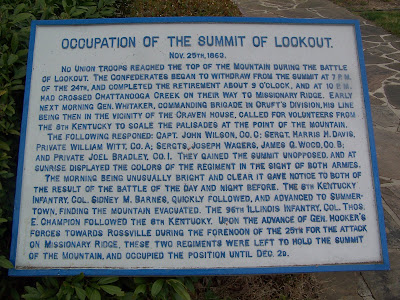 OCCUPATION OF THE SUMMIT OF LOOKOUT.
NOV. 25TH, 1863.
NO UNION TROOPS REACHED THE TOP OF THE MOUNTAIN DURING THE BATTLE
OF LOOKOUT. THE CONFEDERATES BEGAN TO WITHDRAW FROM THE SUMMIT AT 7 P.M.
OF THE 24TH, AND COMPLETED THE RETIREMENT ABOUT 9 O'CLOCK, AND AT 10 P.M.
HAD CROSSED CHATTANOOGA CREEK ON THEIR WAY TO MISSIONARY RIDGE. EARLY
NEXT MORNING GEN. WHITAKER, COMMANDING BRIGADE IN CRUFT'S DIVISION, HIS LINE
BEING THEN IN THE VICINITY OF THE CRAVEN HOUSE, CALLED FOR VOLUNTEERS FROM
THE 8TH KENTUCKY TO SCALE THE PALISADES AT THE POINT OF THE MOUNTAIN.
THE FOLLOWING RESPONED: CAPT. JOHN WILSON, CO. C; SERGT. HARRIS H. DAVIS,
PRIVATE WILLIAM WITT, CO. A; SERGTS, JOSEPH WAGERS, JAMES Q. WOOD, CO. B;
AND PRIVATE JOEL BRADLEY, CO. I. THEY GAINED THE SUMMIT UNOPPOSED, AND AT
SUNRISE DISPLAYED THE COLORS OF THE REGIMENT IN THE SIGHT OF BOTH ARMIES.
THE MORNING BEING UNUSUALLY BRIGHT AND CLEAR IT GAVE NOTICE TO BOTH OF
THE RESULT OF THE BATTLE OF THE DAY AND NIGHT BEFORE. THE 8TH KENTUCKY
INFANTRY, COL. SIDNEY M. BARNES, QUICKLY FOLLOWED, AND ADVANCED TO SUMMER-
TOWN, FINDING THE MOUNTAIN EVACUATED. THE 96TH ILLINOIS INFANTRY, COL. THOS.
E. CHAMPION FOLLOWED THE 8TH KENTUCKY. UPON THE ADVANCE OF GEN. HOOKER'S
FORCES TOWARDS ROSSVILLE DURING THE FORENOON OF THE 25TH FOR THE ATTACK
ON MISSIONARY RIDGE, THESE TWO REGIMENTS WERE LEFT TO HOLD THE SUMMIT
OF THE MOUNTAIN, AND OCCUPIED THE POSITION UNTIL DEC. 2D.